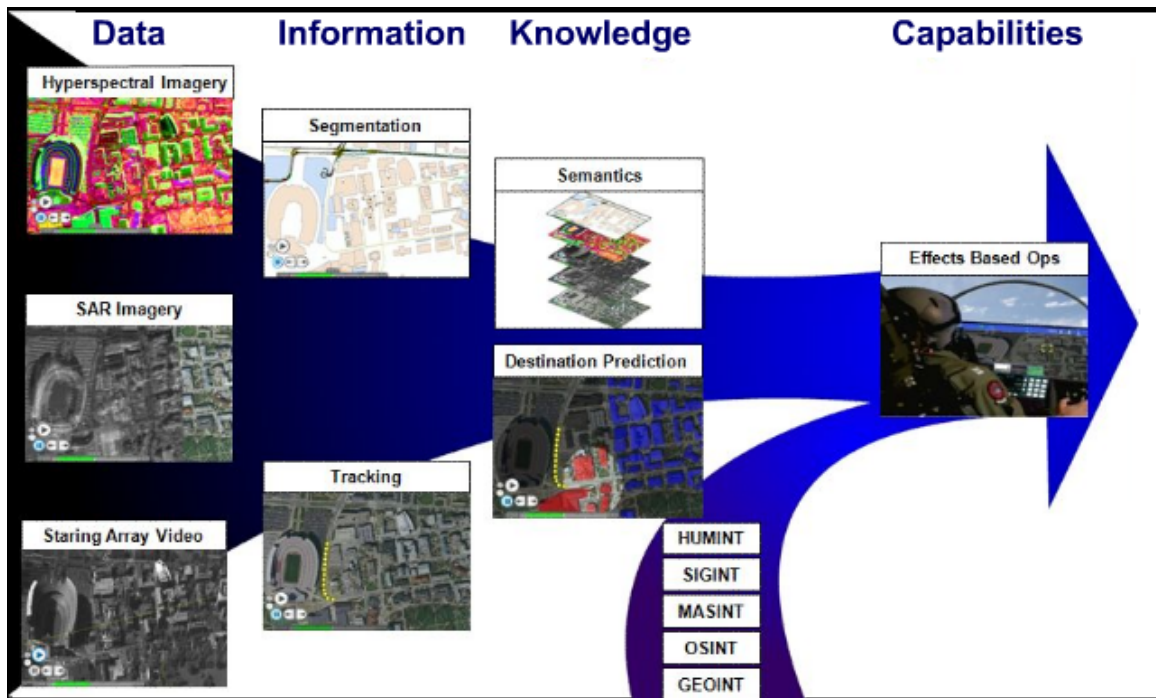 Data
Information
Knowledge
Capabilities
Hyperspectral Imagery
Segmentation
Semantics
Effects Based Ops
SAR Imagery
Destination Prediction
Tracking
Staring Array Video
HUMINT
SIGINT
MASINT
OSINT
GEOINT